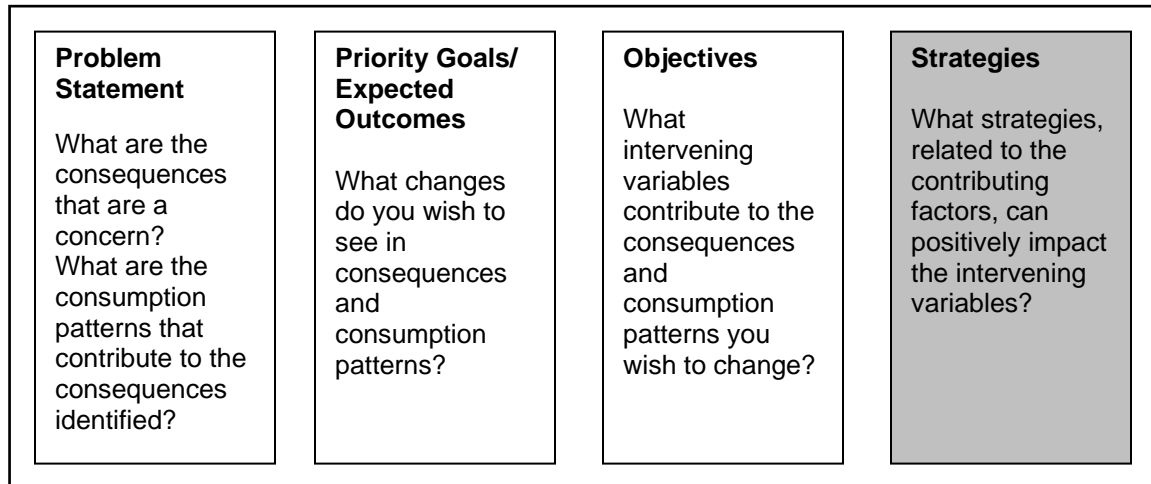 Problem
Statement
What are the
consequences
that are a
concern?
What are the
consumption
patterns that
contribute to the
consequences
identified?
Priority Goals/
Expected
Outcomes
What changes
do you wish to
see in
consequences
and
consumption
patterns?
Objectives
What
intervening
variables
contribute to the
consequences
and
consumption
patterns you
wish to change?
Strategies
What strategies,
related to the
contributing
factors, can
positively impact
the intervening
variables?